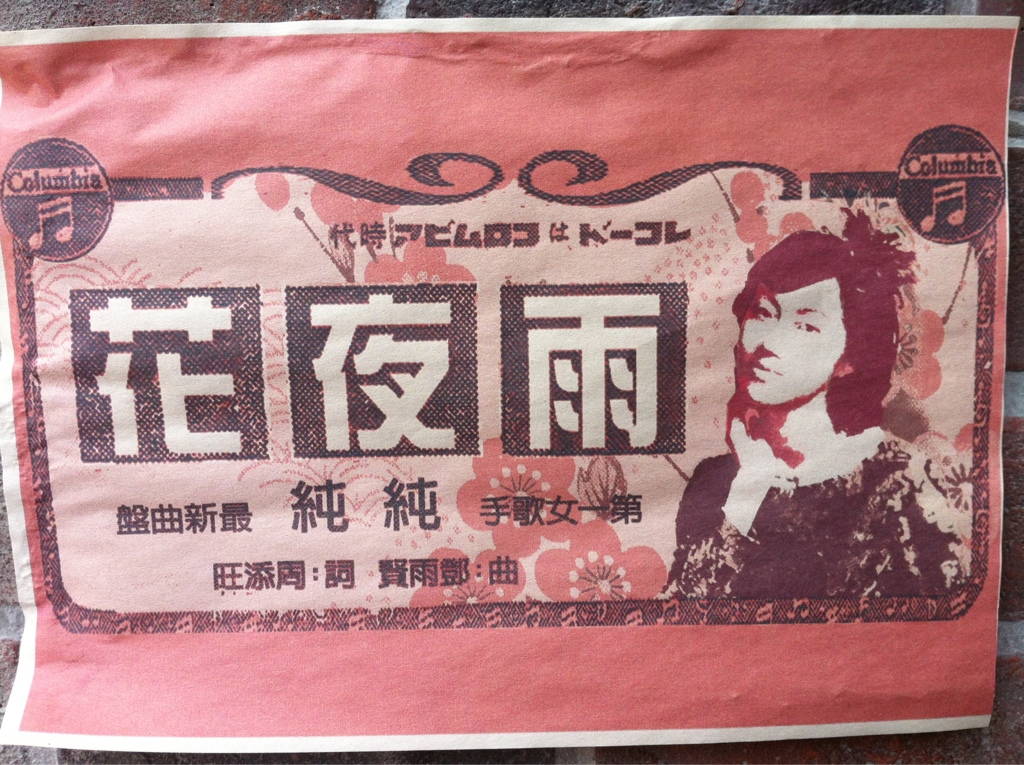 Columbia
Columbia
レコードはコロムビア時代
雨夜花
第一女歌手 純純 最新曲盤
曲:鄧雨賢 詞:周添旺